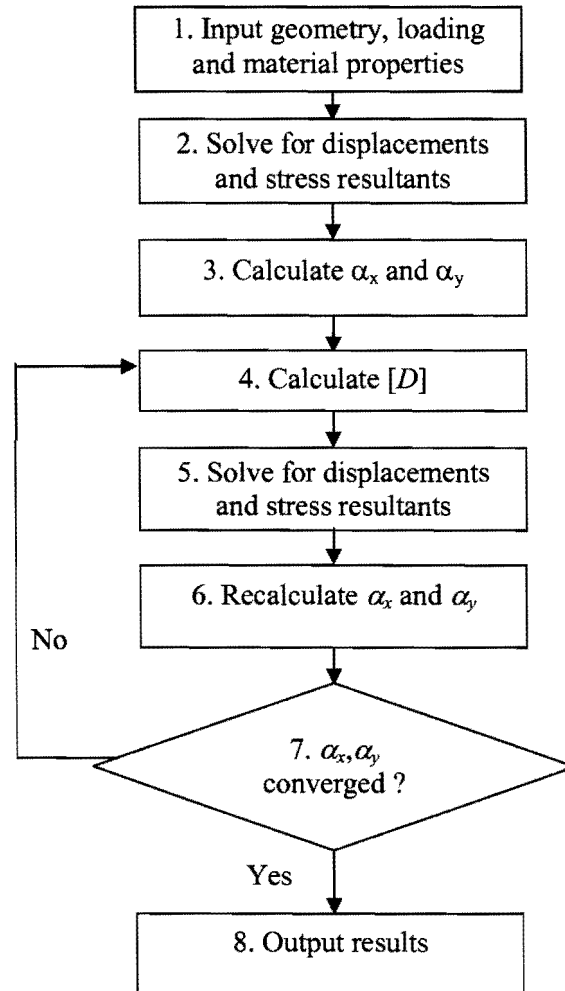 1. Input geometry, loading
and material properties
2. Solve for displacements
and stress resultants
3. Calculate αx and αy
4. Calculate [D]
5. Solve for displacements
and stress resultants
6. Recalculate αx and αy
No
7. αx,αy
converged ?
Yes
8. Output results